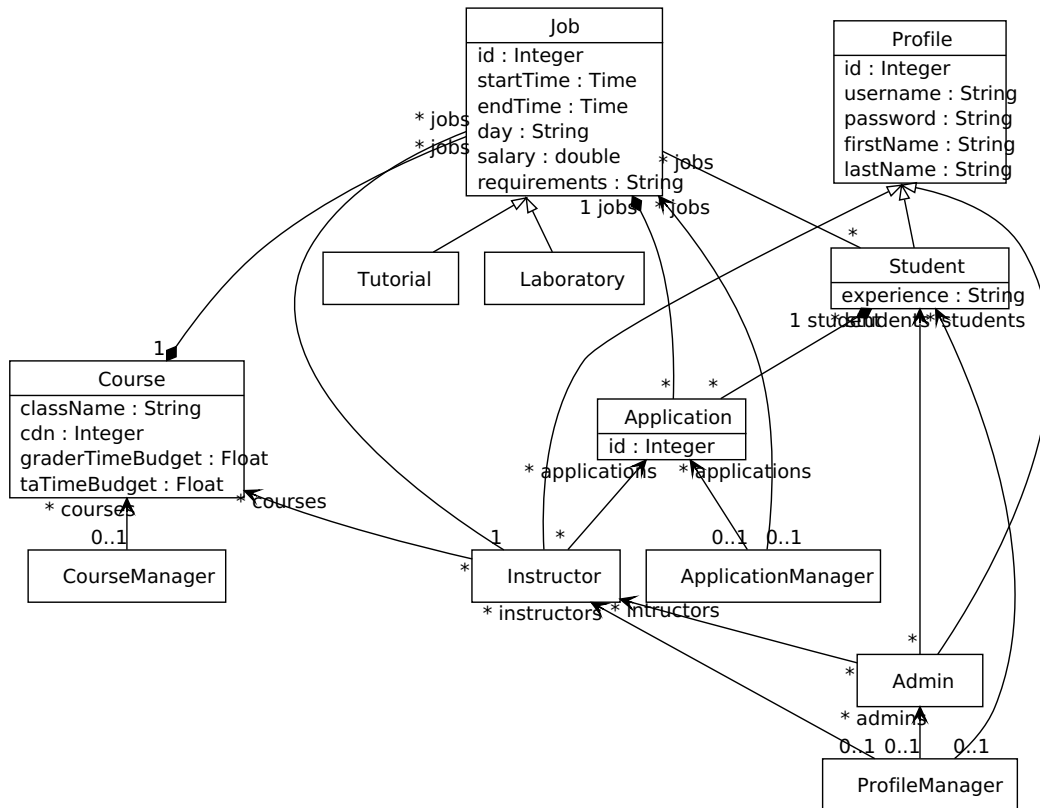 Job
id : Integer
startTime : Time
endTime : Time
day : String
salary : double
requirements : String
Profile
id : Integer
username : String
password : String
firstName : String
lastName : String
* jobs
* jobs
* jobs
1 jobs
* jobs
*
Tutorial
Laboratory
Student
experience : String
1 student
* students
* students
1
Course
className : String
cdn : Integer
graderTimeBudget : Float
taTimeBudget : Float
*
*
Application
id : Integer
* applications
* applications
* courses
* courses
0..1
1
*
0..1
0..1
CourseManager
*
Instructor
ApplicationManager
* instructors
* intructors
*
*
Admin
* admins
0..1
0..1
0..1
ProfileManager